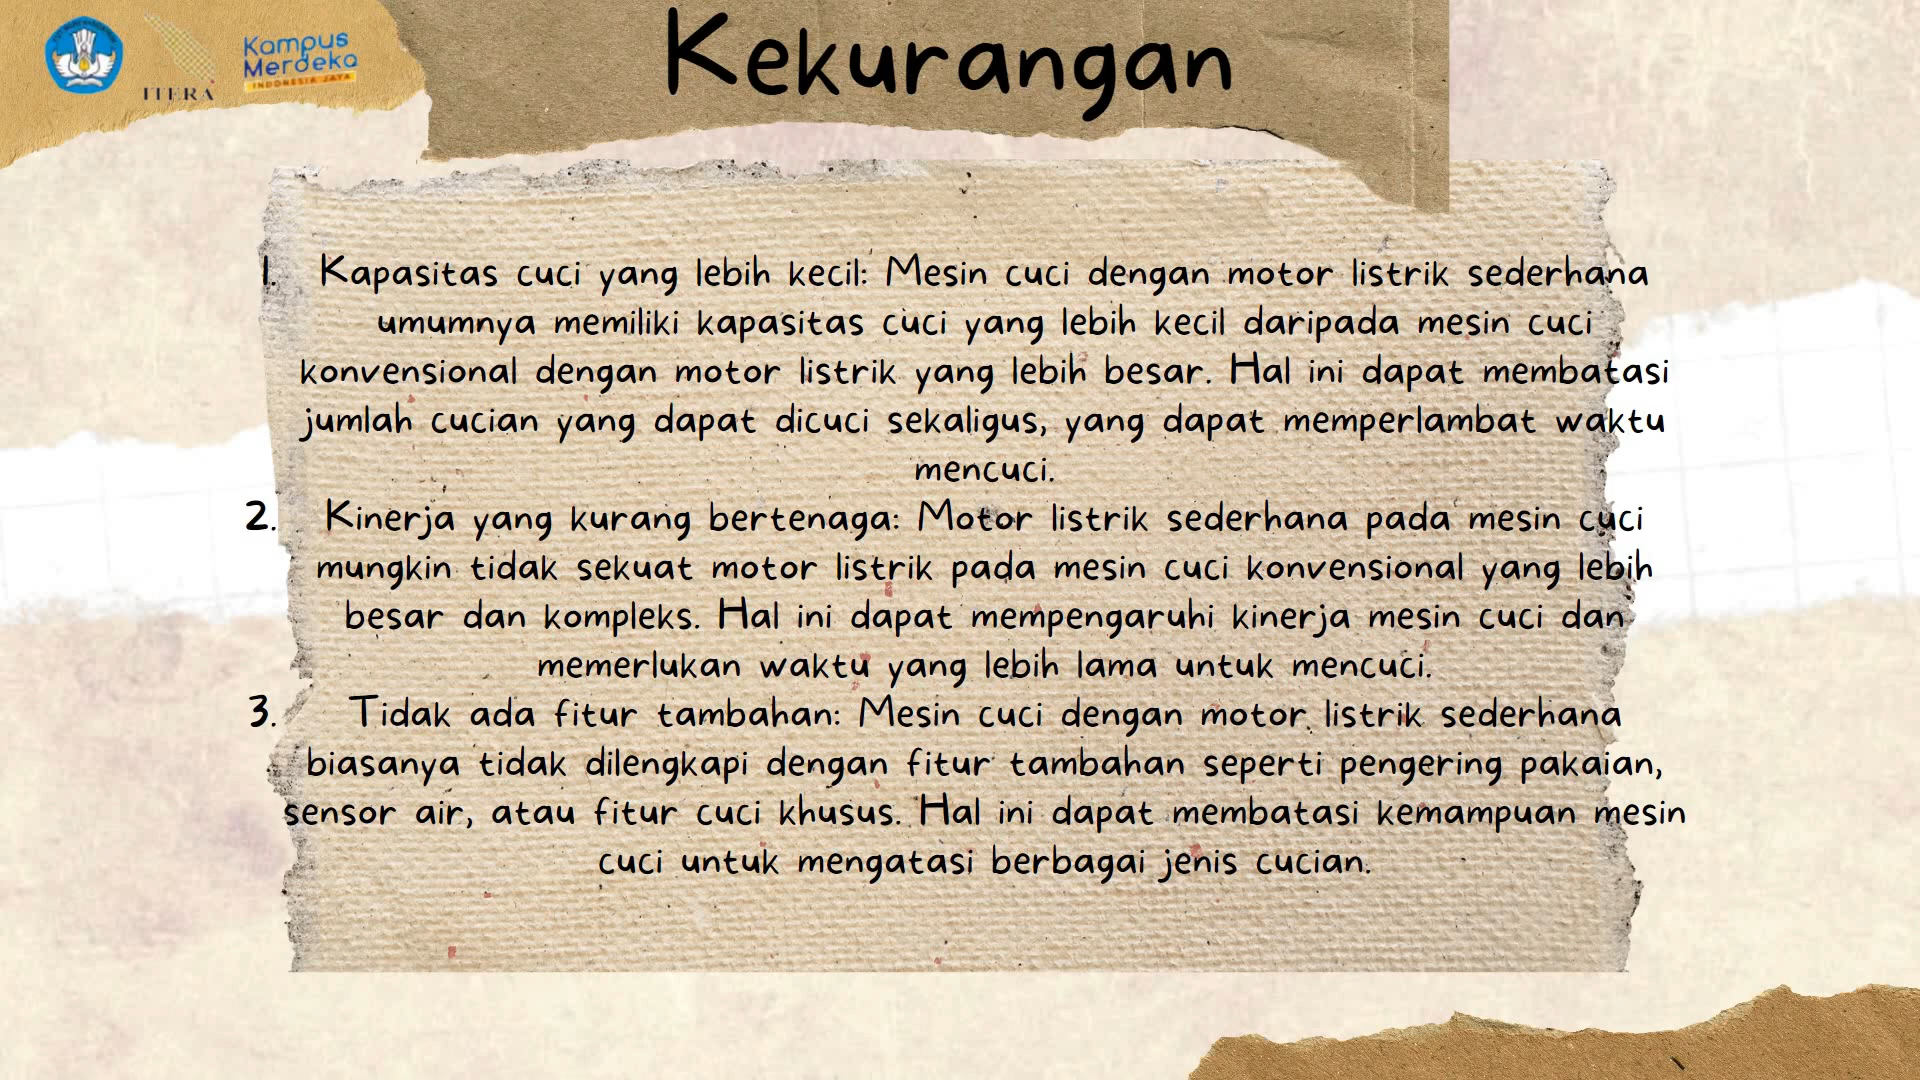 Kampus
Merdeka
INDONESIA JAYA
ITERA
Kekurangan
1. Kapasitas cuci yang lebih kecil: Mesin cuci dengan motor listrik sederhana
umumnya memiliki kapasitas cuci yang lebih kecil daripada mesin cuci
konvensional dengan motor listrik yang lebih besar. Hal ini dapat membatasi
jumlah cucian yang dapat dicuci sekaligus, yang dapat memperlambat waktu
mencuci.
2. Kinerja yang kurang bertenaga: Motor listrik sederhana pada mesin cuci
mungkin tidak sekuat motor listrik pada mesin cuci konvensional yang lebih
besar dan kompleks. Hal ini dapat mempengaruhi kinerja mesin cuci dan
memerlukan waktu yang lebih lama untuk mencuci.
3. Tidak ada fitur tambahan: Mesin cuci dengan motor listrik sederhana
biasanya tidak dilengkapi dengan fitur tambahan seperti pengering pakaian,
sensor air, atau fitur cuci khusus. Hal ini dapat membatasi kemampuan mesin
cuci untuk mengatasi berbagai jenis cucian.